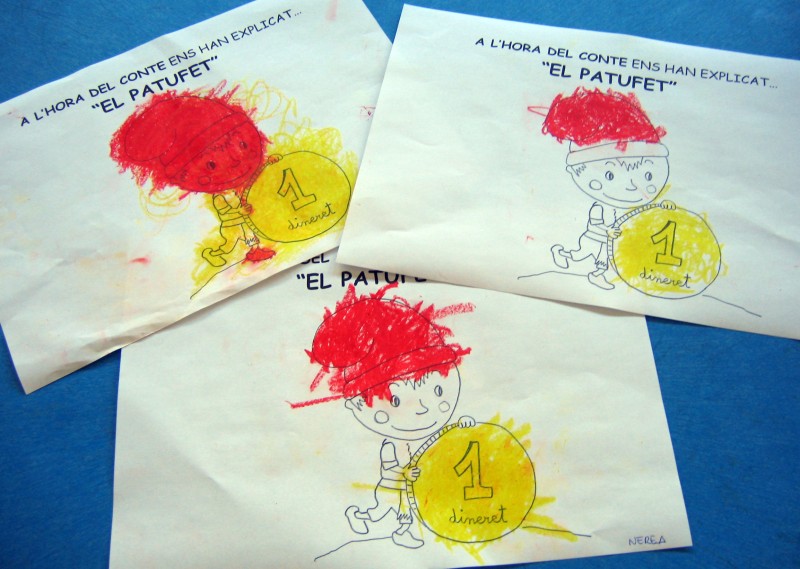 A L'HORA DEL CONTE ENS HAN EXPLICAT...
"EL PATUFET"
1
dineret
A L'HORA DEL CONTE ENS HAN EXPLICAT...
"EL PATUFET"
1
dineret
"EL PATUFET"
1
dineret
NEREA